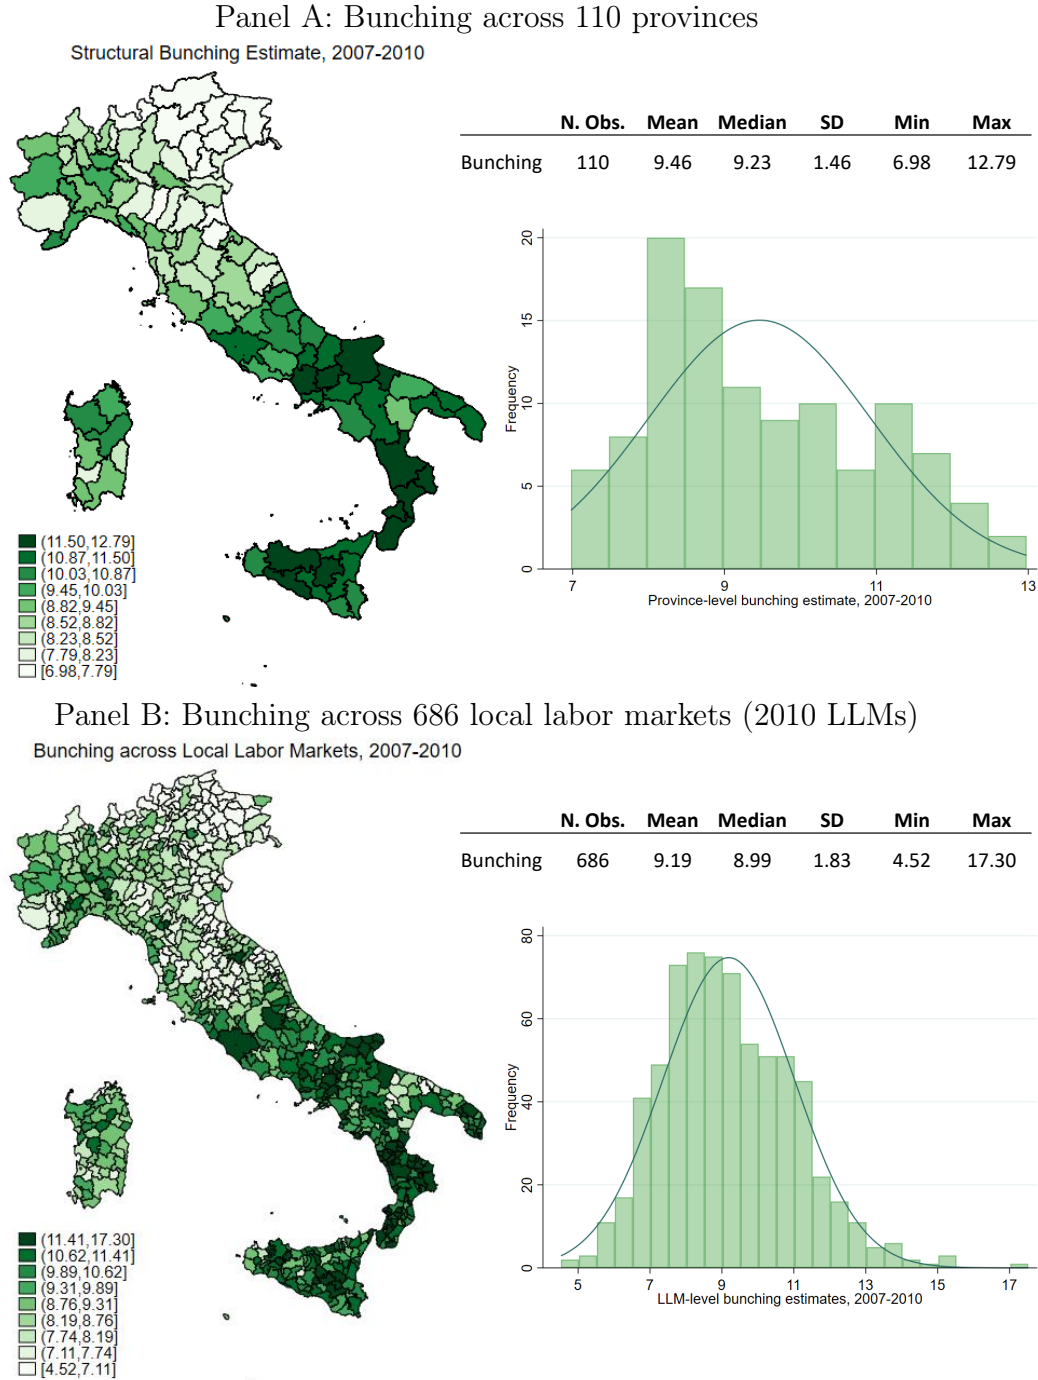 Panel A: Bunching across 110 provinces
Structural Bunching Estimate, 2007-2010
N. Obs. Mean Median SD Min Max
Bunching 110 9.46 9.23 1.46 6.98 12.79
(11.50,12.79]
(10.87,11.50]
(10.03,10.87]
(9.45,10.03]
(8.82,9.45]
(8.52,8.82]
(8.23,8.52]
(7.79,8.23]
[6.98,7.79]
Frequency
20
15
10
5
0
7 9 11 13
Province-level bunching estimate, 2007-2010
Panel B: Bunching across 686 local labor markets (2010 LLMs)
Bunching across Local Labor Markets, 2007-2010
N. Obs. Mean Median SD Min Max
Bunching 686 9.19 8.99 1.83 4.52 17.30
(11.41,17.30]
(10.62,11.41]
(9.89,10.62]
(9.31,9.89]
(8.76,9.31]
(8.19,8.76]
(7.74,8.19]
(7.11,7.74]
[4.52,7.11]
Frequency
80
60
40
20
0
5 7 9 11 13 15 17
LLM-level bunching estimates, 2007-2010